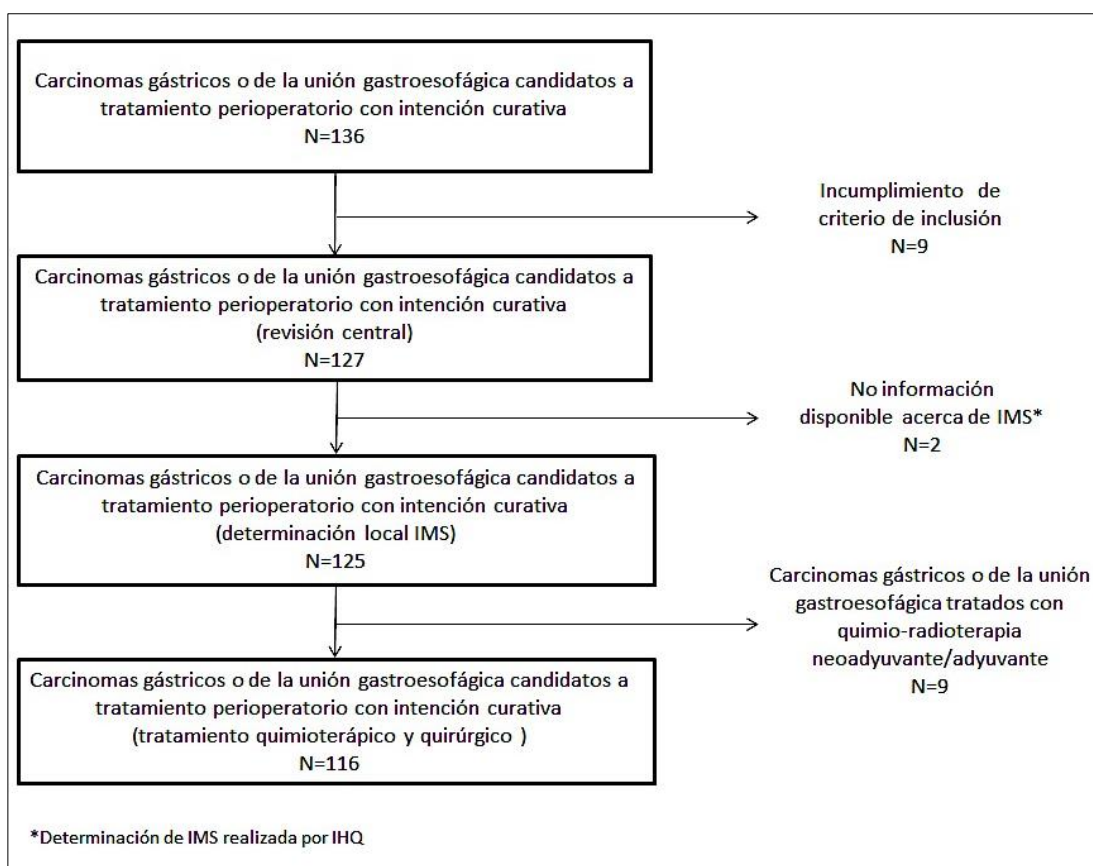 Carcinomas gástricos o de la unión gastroesofágica candidatos a
tratamiento perioperatorio con intención curativa
N=136
Incumplimiento de
criterio de inclusión
N=9
Carcinomas gástricos o de la unión gastroesofágica candidatos a
tratamiento perioperatorio con intención curativa
(revisión central)
N=127
No información
disponible acerca de IMS*
N=2
Carcinomas gástricos o de la unión gastroesofágica candidatos a
tratamiento perioperatorio con intención curativa
(determinación local IMS)
N=125
Carcinomas gástricos o de la unión
gastroesofágica tratados con
quimio-radioterapia
neoadyuvante/adyuvante
N=9
Carcinomas gástricos o de la unión gastroesofágica candidatos a
tratamiento perioperatorio con intención curativa
(tratamiento quimioterápico y quirúrgico )
N=116
*Determinación de IMS realizada por IHQ